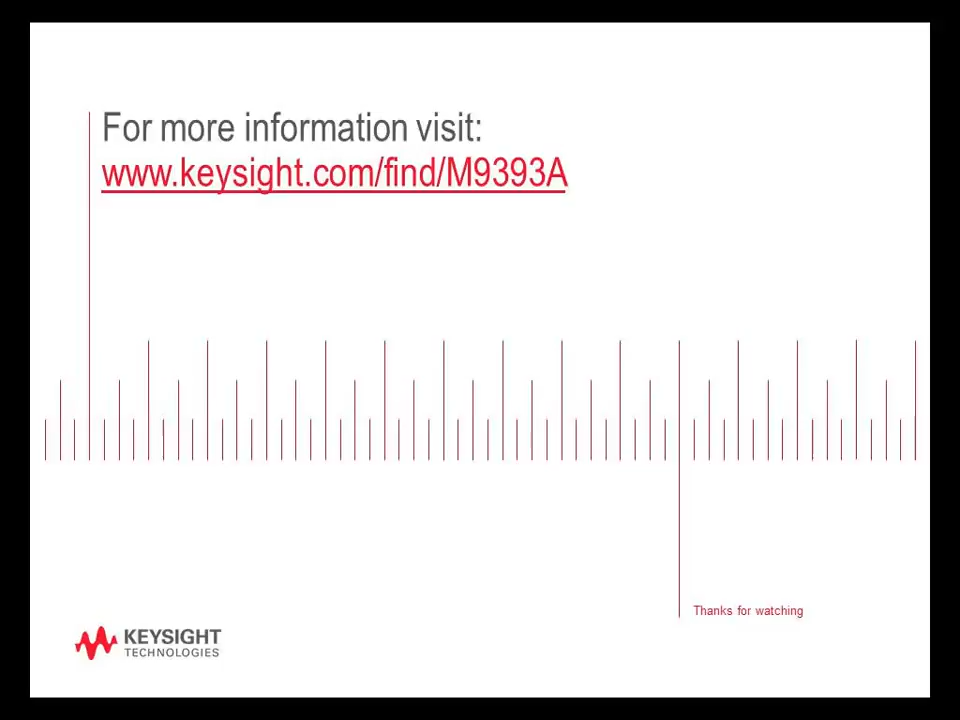 For more information visit:
www.keysight.com/find/M9393A
Thanks for watching
KEYSIGHT
TECHNOLOGIES